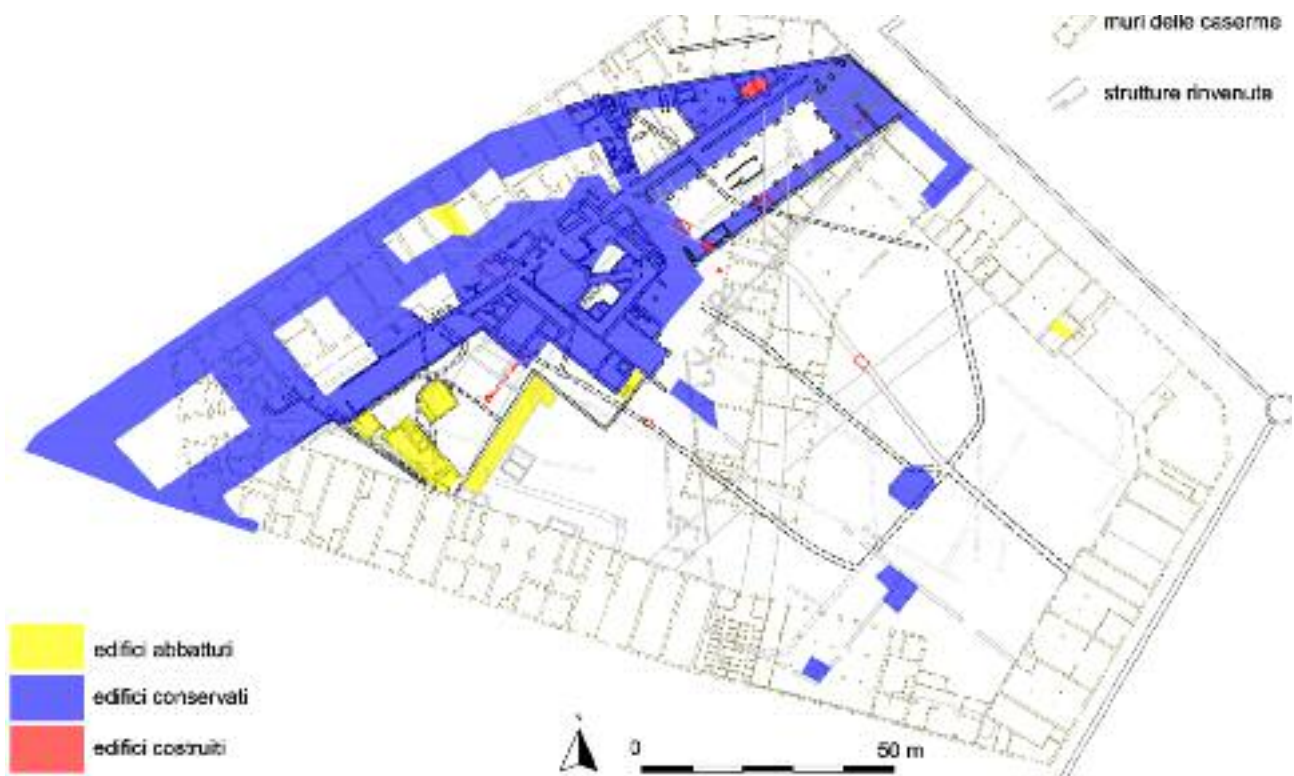 muri delle caserme
strutture rinvenute
edifici abbattuti
edifici conservati
edifici costruiti
0 50 m